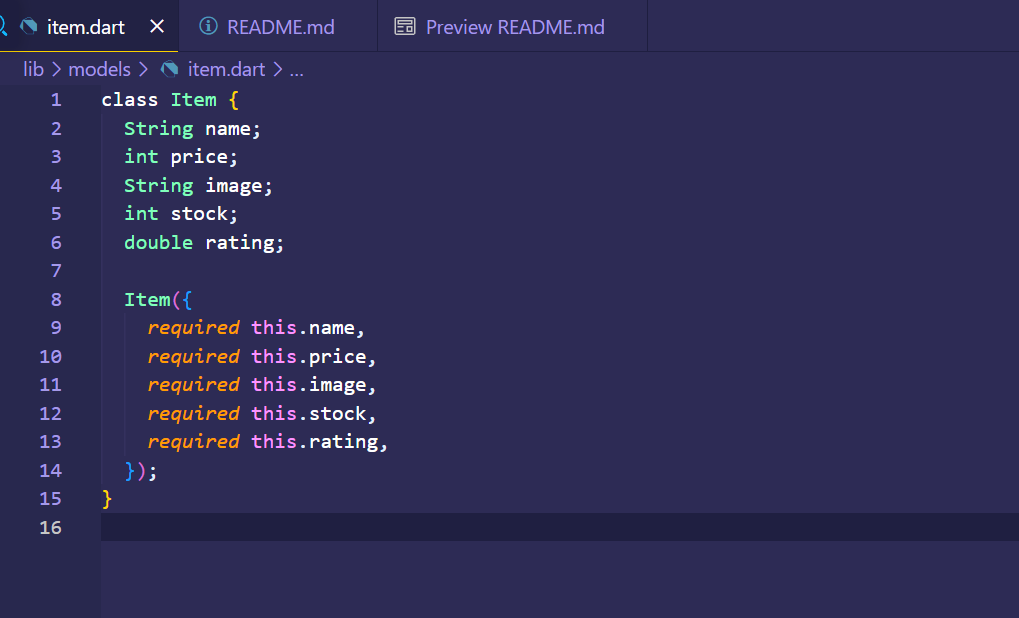 item.dart README.md Preview README.md
lib > models > item.dart > ...
1 class Item {
2   String name;
3   int price;
4   String image;
5   int stock;
6   double rating;
7
8   Item({
9     required this.name,
10     required this.price,
11     required this.image,
12     required this.stock,
13     required this.rating,
14   });
15 }
16